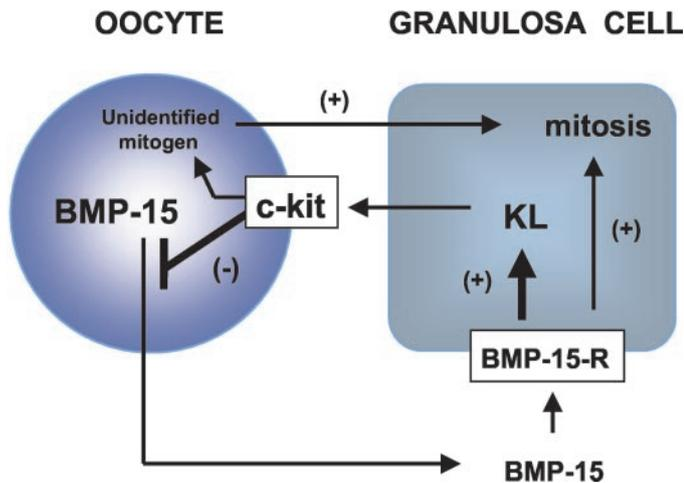 OOCYTE
GRANULOSA CELL
Unidentified
mitogen
(+)
mitosis
BMP-15
c-kit
KL
(+)
(-)
(+)
BMP-15-R
BMP-15